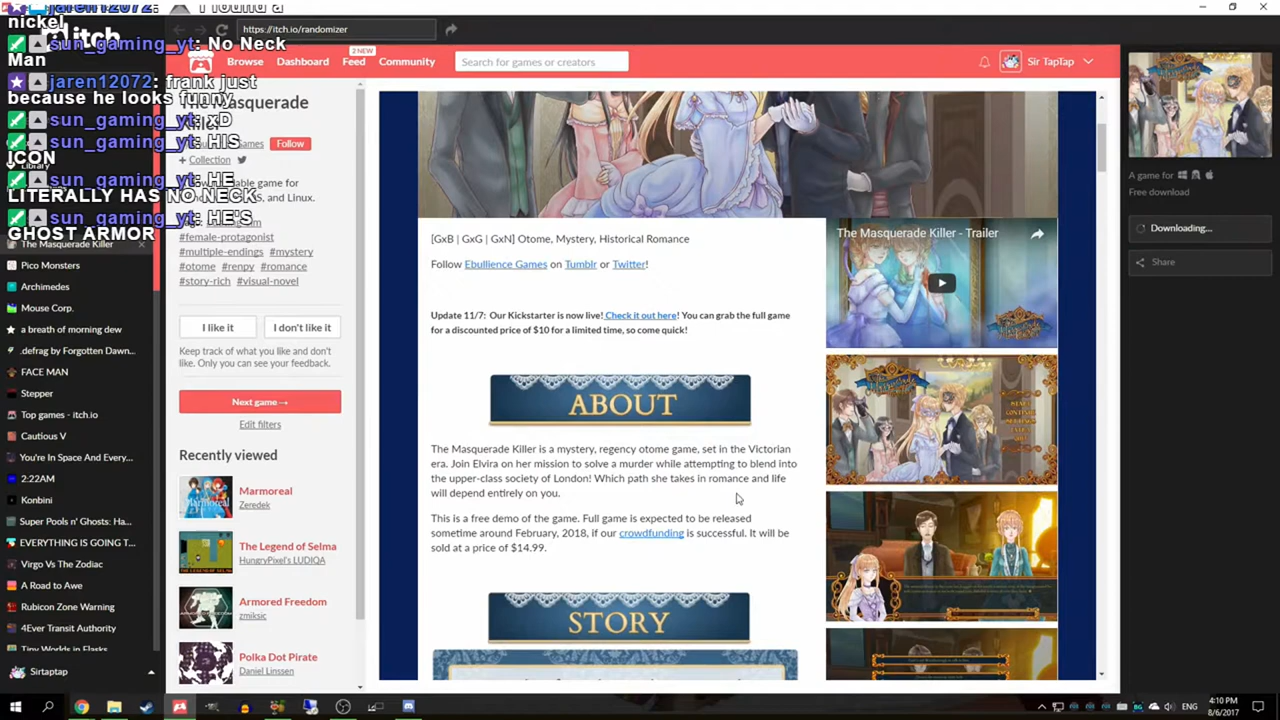 jaren12072: I found a
nickel
sun_gaming_yt: No Neck
Man
jaren12072: frank just
because he looks funny
sun_gaming_yt: xD
sun_gaming_yt: HIS
ICON
sun_gaming_yt: HE
LITERALLY HAS NO NECK
sun_gaming_yt: HE'S
GHOST ARMOR
itch
https://itch.io/randomizer
Browse
Dashboard
2 NEW
Feed
Community
Search for games or creators
Sir TapTap
Masquerade
Follow
Collection
game for
and Linux.
#female-protagonist
#multiple-endings #mystery
#otome #renpy #romance
#story-rich #visual-novel
I like it
I don't like it
Keep track of what you like and don't
like. Only you can see your feedback.
Next game →
Edit filters
Recently viewed
Marmoreal
Zeredek
The Legend of Selma
HungryPixel's LUDIQA
Armored Freedom
zmiksic
Polka Dot Pirate
Daniel Linssen
Library
The Masquerade Killer
Pico Monsters
Archimedes
Mouse Corp.
a breath of morning dew
.defrag by Forgotten Dawn...
FACE MAN
Stepper
Top games - itch.io
Cautious V
You're In Space And Every...
2:22AM
Konbini
Super Pools n' Ghosts: Ha...
EVERYTHING IS GOING T...
Virgo Vs The Zodiac
A Road to Awe
Rubicon Zone Warning
4Ever Transit Authority
Tiny Worlds in Flasks
Sirtaptap
[GxB | GxG | GxN] Otome, Mystery, Historical Romance
Follow Ebullience Games on Tumblr or Twitter!
Update 11/7: Our Kickstarter is now live! Check it out here! You can grab the full game
for a discounted price of $10 for a limited time, so come quick!
ABOUT
The Masquerade Killer is a mystery, regency otome game, set in the Victorian
era. Join Elvira on her mission to solve a murder while attempting to blend into
the upper-class society of London! Which path she takes in romance and life
will depend entirely on you.
This is a free demo of the game. Full game is expected to be released
sometime around February, 2018, if our crowdfunding is successful. It will be
sold at a price of $14.99.
STORY
The Masquerade Killer - Trailer
A game for
Free download
Downloading...
Share
ENG
4:10 PM
8/6/2017